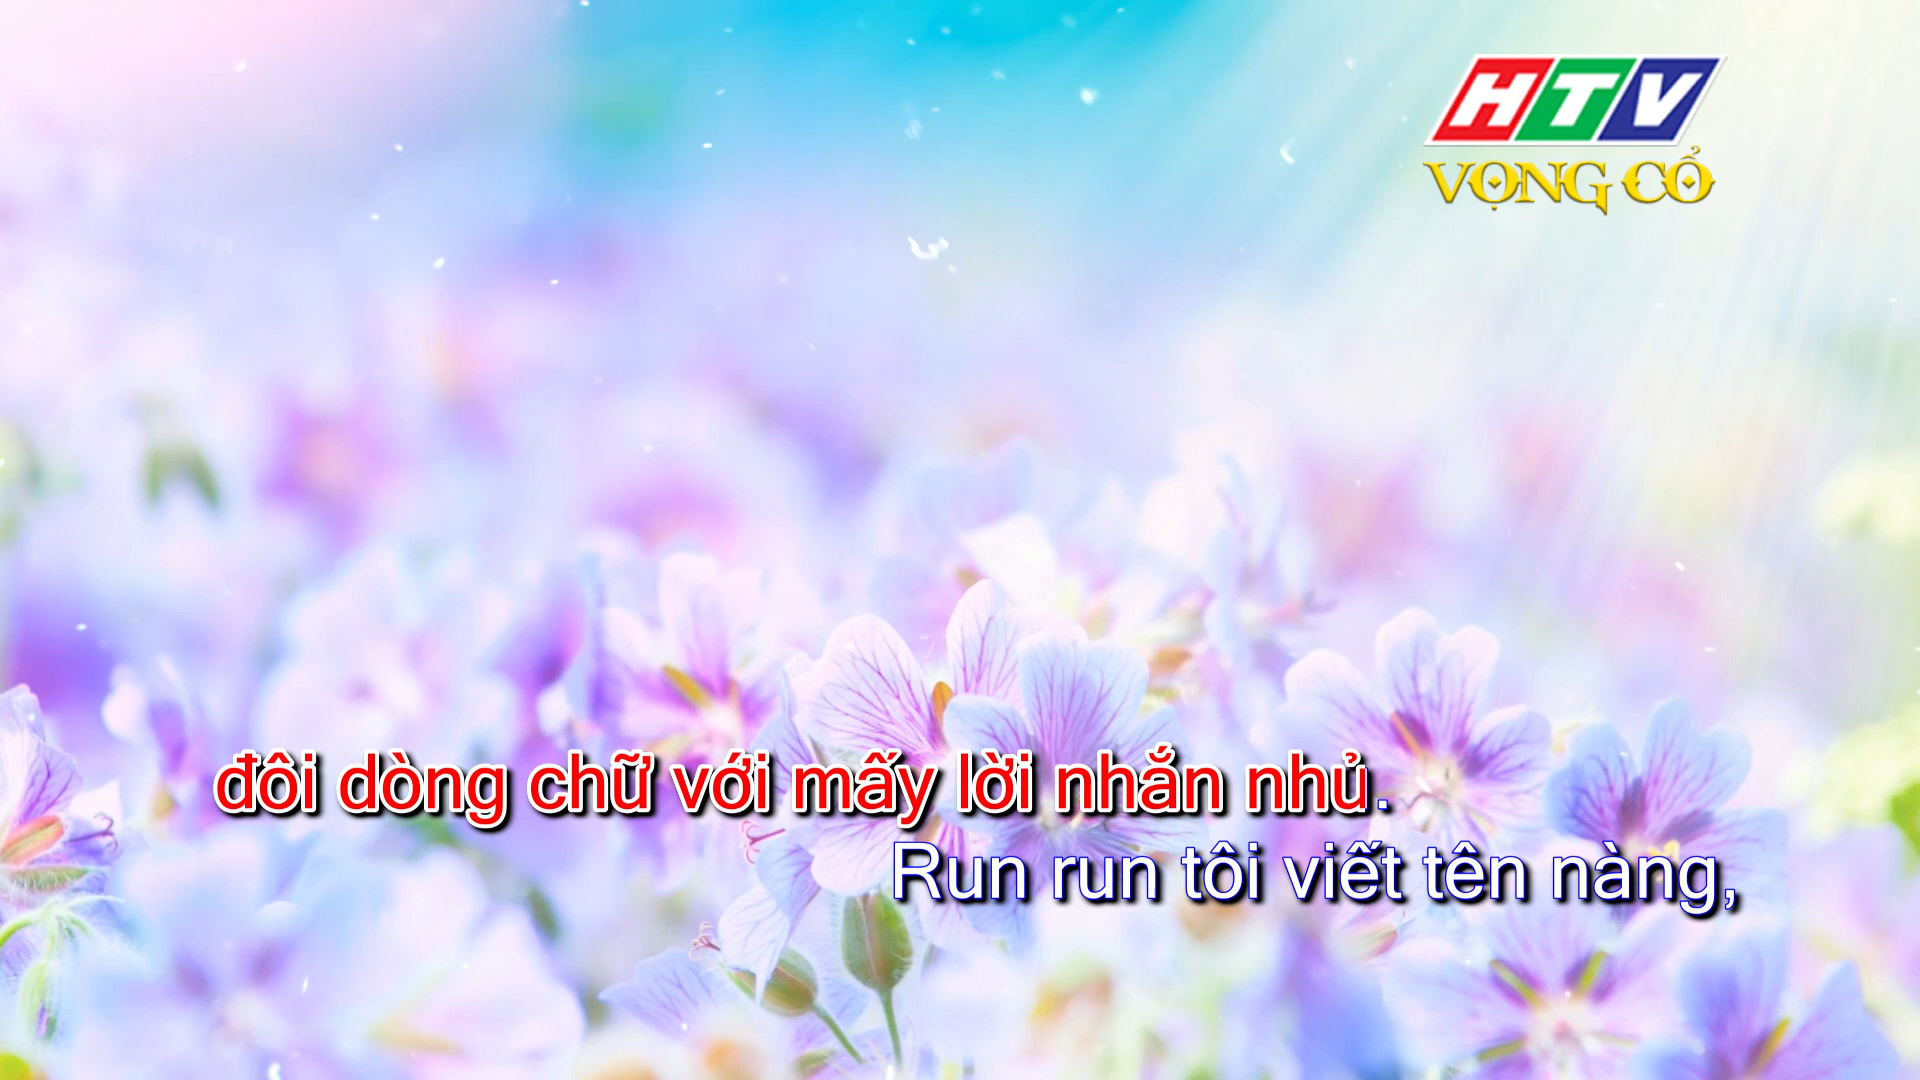 HTV
VỌNG CỔ
đôi dòng chữ với mấy lời nhắn nhủ.
Run run tôi viết tên nàng,